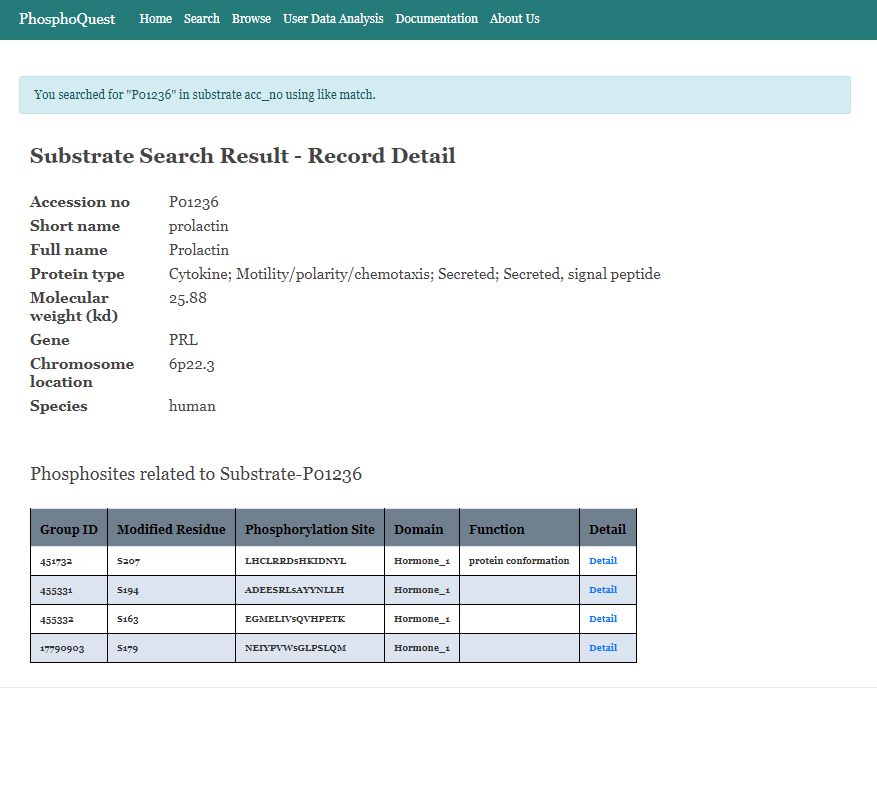 PhosphoQuest Home Search Browse User Data Analysis Documentation About Us
You searched for "P01236" in substrate acc_no using like match.
Substrate Search Result - Record Detail
Accession no P01236
Short name prolactin
Full name Prolactin
Protein type Cytokine; Motility/polarity/chemotaxis; Secreted; Secreted, signal peptide
Molecular weight (kd) 25.88
Gene PRL
Chromosome location 6p22.3
Species human
Phosphosites related to Substrate-P01236
Group ID Modified Residue Phosphorylation Site Domain Function Detail
451732 S207 LHCLRRDsHKIDNYL Hormone_1 protein conformation Detail
455331 S194 ADEESRLsAYYNLLH Hormone_1 Detail
455332 S163 EGMELIVsQVHPETK Hormone_1 Detail
17790903 S179 NEIYPVWsGLPSLQM Hormone_1 Detail